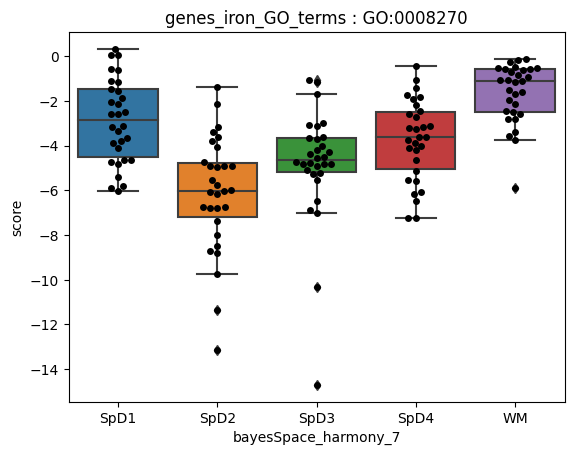 genes_iron_GO_terms : GO:0008270
score
0
−2
−4
−6
−8
−10
−12
−14
SpD1 SpD2 SpD3 SpD4 WM
bayesSpace_harmony_7